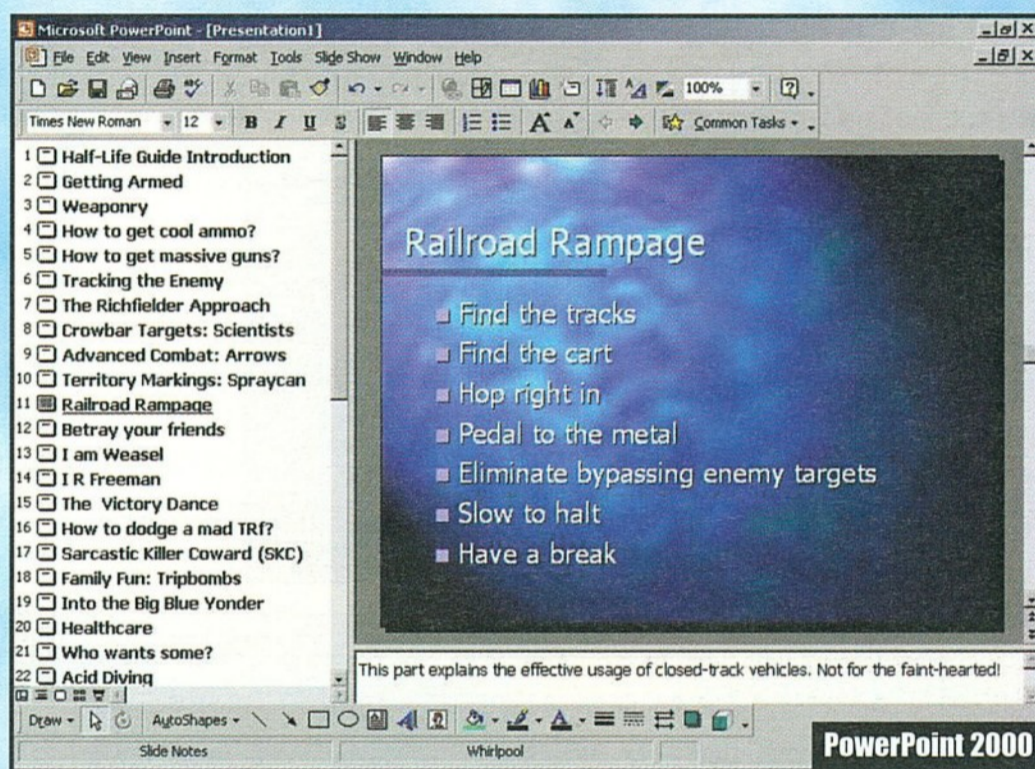 Microsoft PowerPoint - [Presentation1]
File Edit View Insert Format Tools Slide Show Window Help
100%
Times New Roman 12 B I U S A A Common Tasks
1 Half-Life Guide Introduction
2 Getting Armed
3 Weaponry
4 How to get cool ammo?
5 How to get massive guns?
6 Tracking the Enemy
7 The Richfielder Approach
8 Crowbar Targets: Scientists
9 Advanced Combat: Arrows
10 Territory Markings: Spraycan
11 Railroad Rampage
12 Betray your friends
13 I am Weasel
14 I R Freeman
15 The Victory Dance
16 How to dodge a mad TRf?
17 Sarcastic Killer Coward (SKC)
18 Family Fun: Tripbombs
19 Into the Big Blue Yonder
20 Healthcare
21 Who wants some?
22 Acid Diving
Railroad Rampage
Find the tracks
Find the cart
Hop right in
Pedal to the metal
Eliminate bypassing enemy targets
Slow to halt
Have a break
This part explains the effective usage of closed-track vehicles. Not for the faint-hearted!
Draw AutoShapes A
Slide Notes Whirlpool
PowerPoint 2000